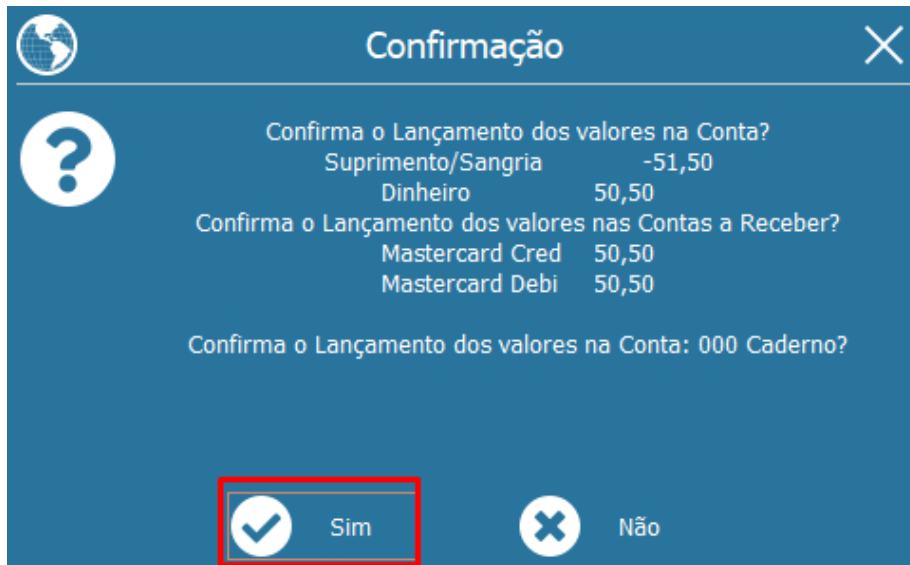 Confirmação
Confirma o Lançamento dos valores na Conta?
Suprimento/Sangria -51,50
Dinheiro 50,50
Confirma o Lançamento dos valores nas Contas a Receber?
Mastercard Cred 50,50
Mastercard Debi 50,50
Confirma o Lançamento dos valores na Conta: 000 Caderno?
Sim Não